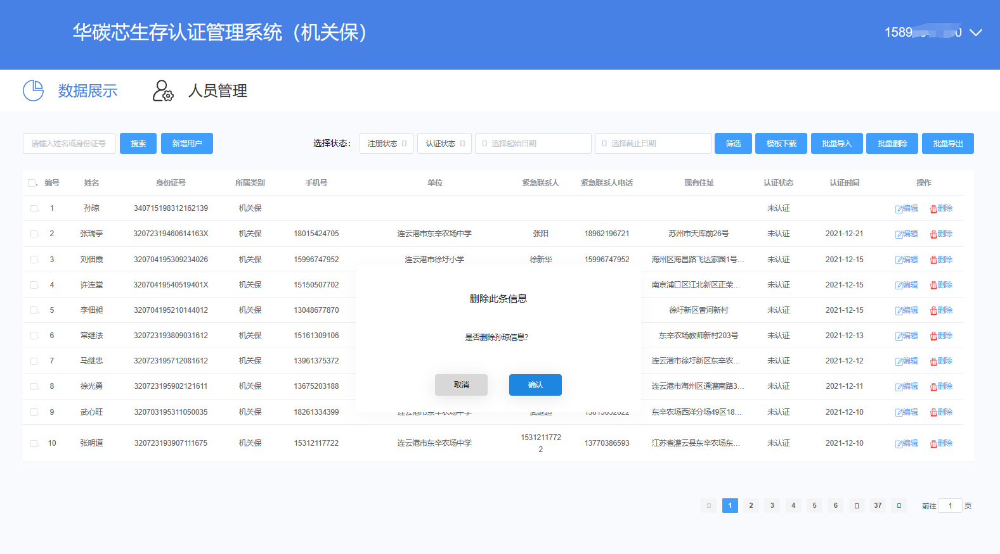 华碳芯生存认证管理系统（机关保）
1589 0
数据展示 人员管理
请输入姓名或身份证号 搜索 新增用户 选择状态： 注册状态 认证状态 选择起始日期 选择截止日期 筛选 模板下载 批量导入 批量删除 批量导出
编号 姓名 身份证号 所属类别 手机号 单位 紧急联系人 紧急联系人电话 现有住址 认证状态 认证时间 操作
1 孙琼 340715198312162139 机关保 未认证 编辑 删除
2 张瑞亭 32072319460614163X 机关保 18015424705 连云港市东辛农场中学 张阳 18962196721 苏州市天库前26号 未认证 2021-12-21 编辑 删除
3 刘佃霞 320704195309234026 机关保 15996747952 连云港市徐圩小学 徐新华 15996747952 海州区海昌路飞达家园1号... 未认证 2021-12-15 编辑 删除
4 许连堂 32070419540519401X 机关保 15150507702 南京浦口区江北新区正荣... 未认证 2021-12-15 编辑 删除
5 李佃昶 320704195210144012 机关保 13048677870 徐圩新区香河新村 未认证 2021-12-15 编辑 删除
6 常继法 320723193809031612 机关保 15161309106 东辛农场教师新村203号 未认证 2021-12-13 编辑 删除
7 马继忠 320723195712081612 机关保 13961375372 连云港市徐圩新区东辛农... 未认证 2021-12-12 编辑 删除
8 徐光勇 320723195902121611 机关保 13675203188 连云港市海州区通灌南路3... 未认证 2021-12-11 编辑 删除
9 武心旺 320703195311050035 机关保 18261334399 连云港市东辛农场中学 东辛农场西洋分场49区18... 未认证 2021-12-10 编辑 删除
10 张明道 320723193907111675 机关保 15312117722 连云港市东辛农场中学 1531211772
2 13770386593 江苏省灌云县东辛农场东... 未认证 2021-12-10 编辑 删除
删除此条信息
是否删除孙琼信息?
取消 确认
1 2 3 4 5 6 37 前往 1 页